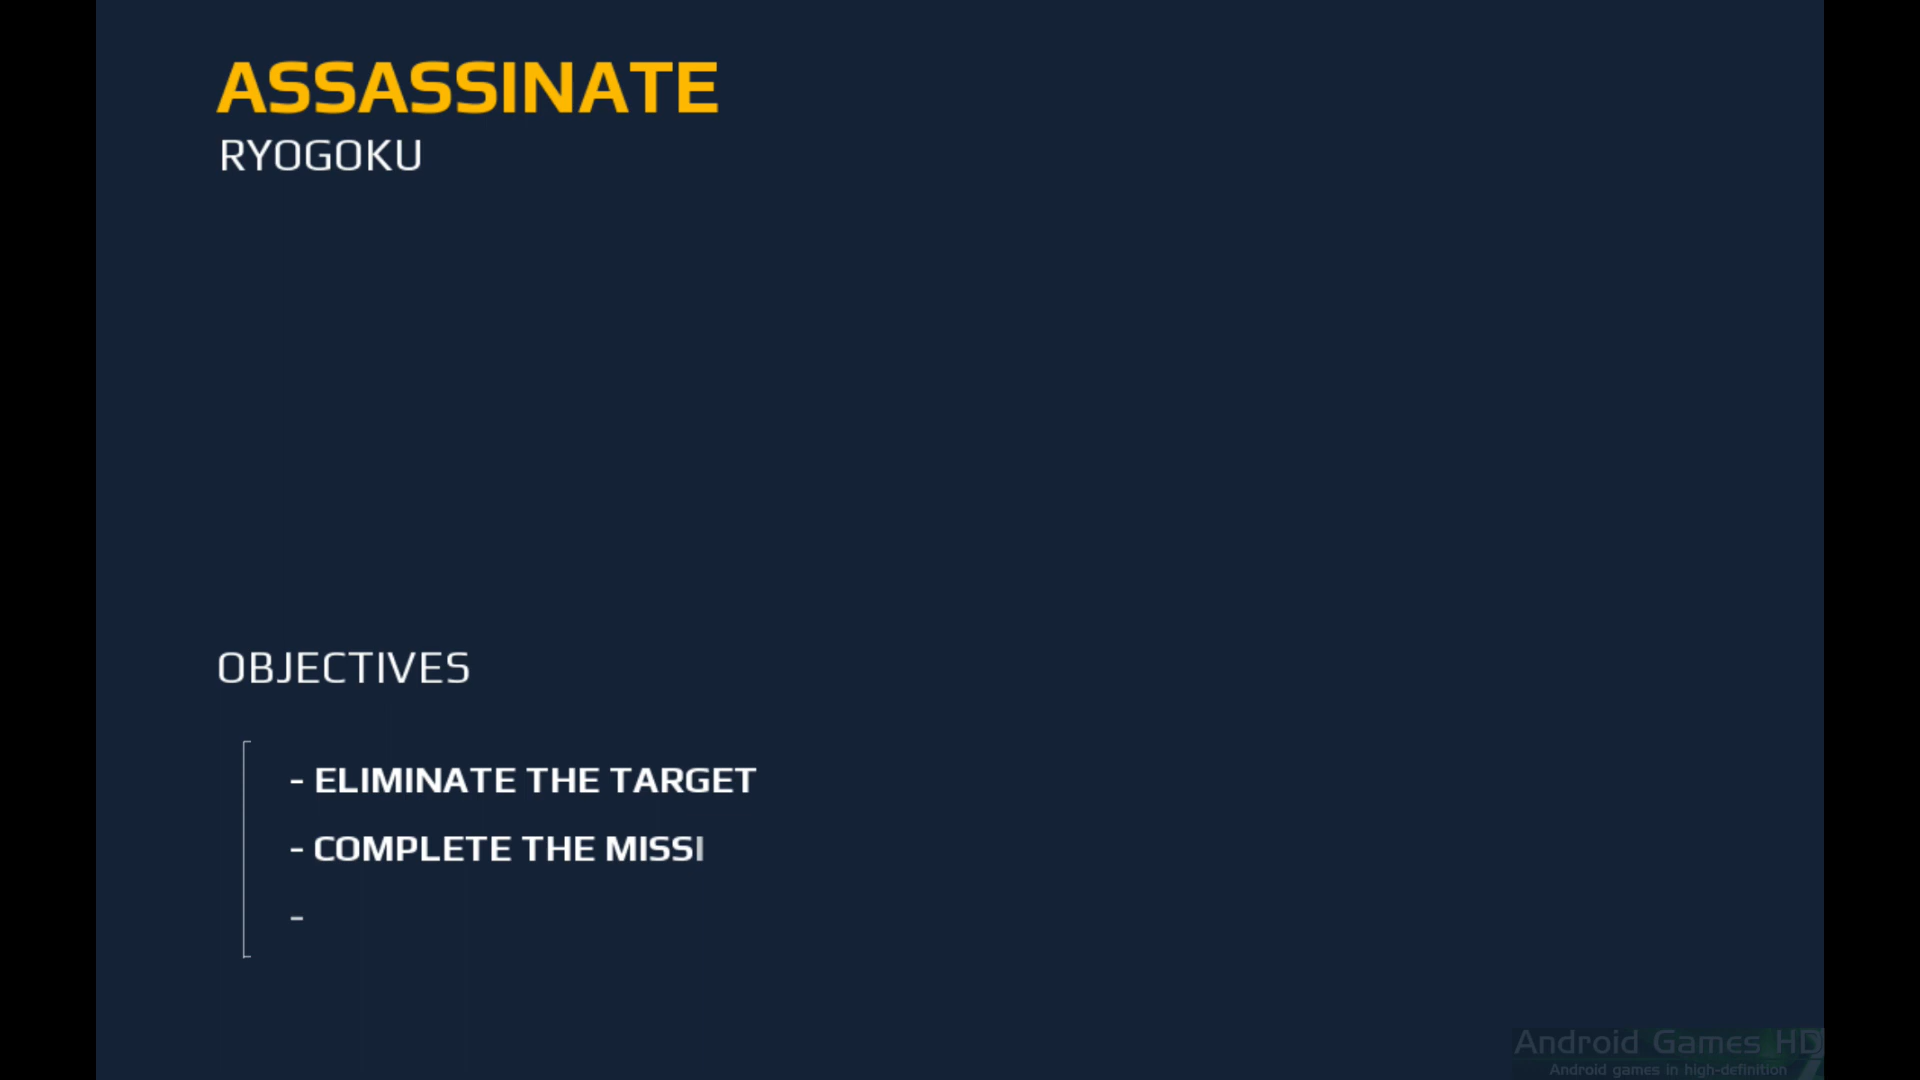 ASSASSINATE
RYOGOKU
OBJECTIVES
- ELIMINATE THE TARGET
- COMPLETE THE MISSI
-
Android Games HD
Android games in high-definition